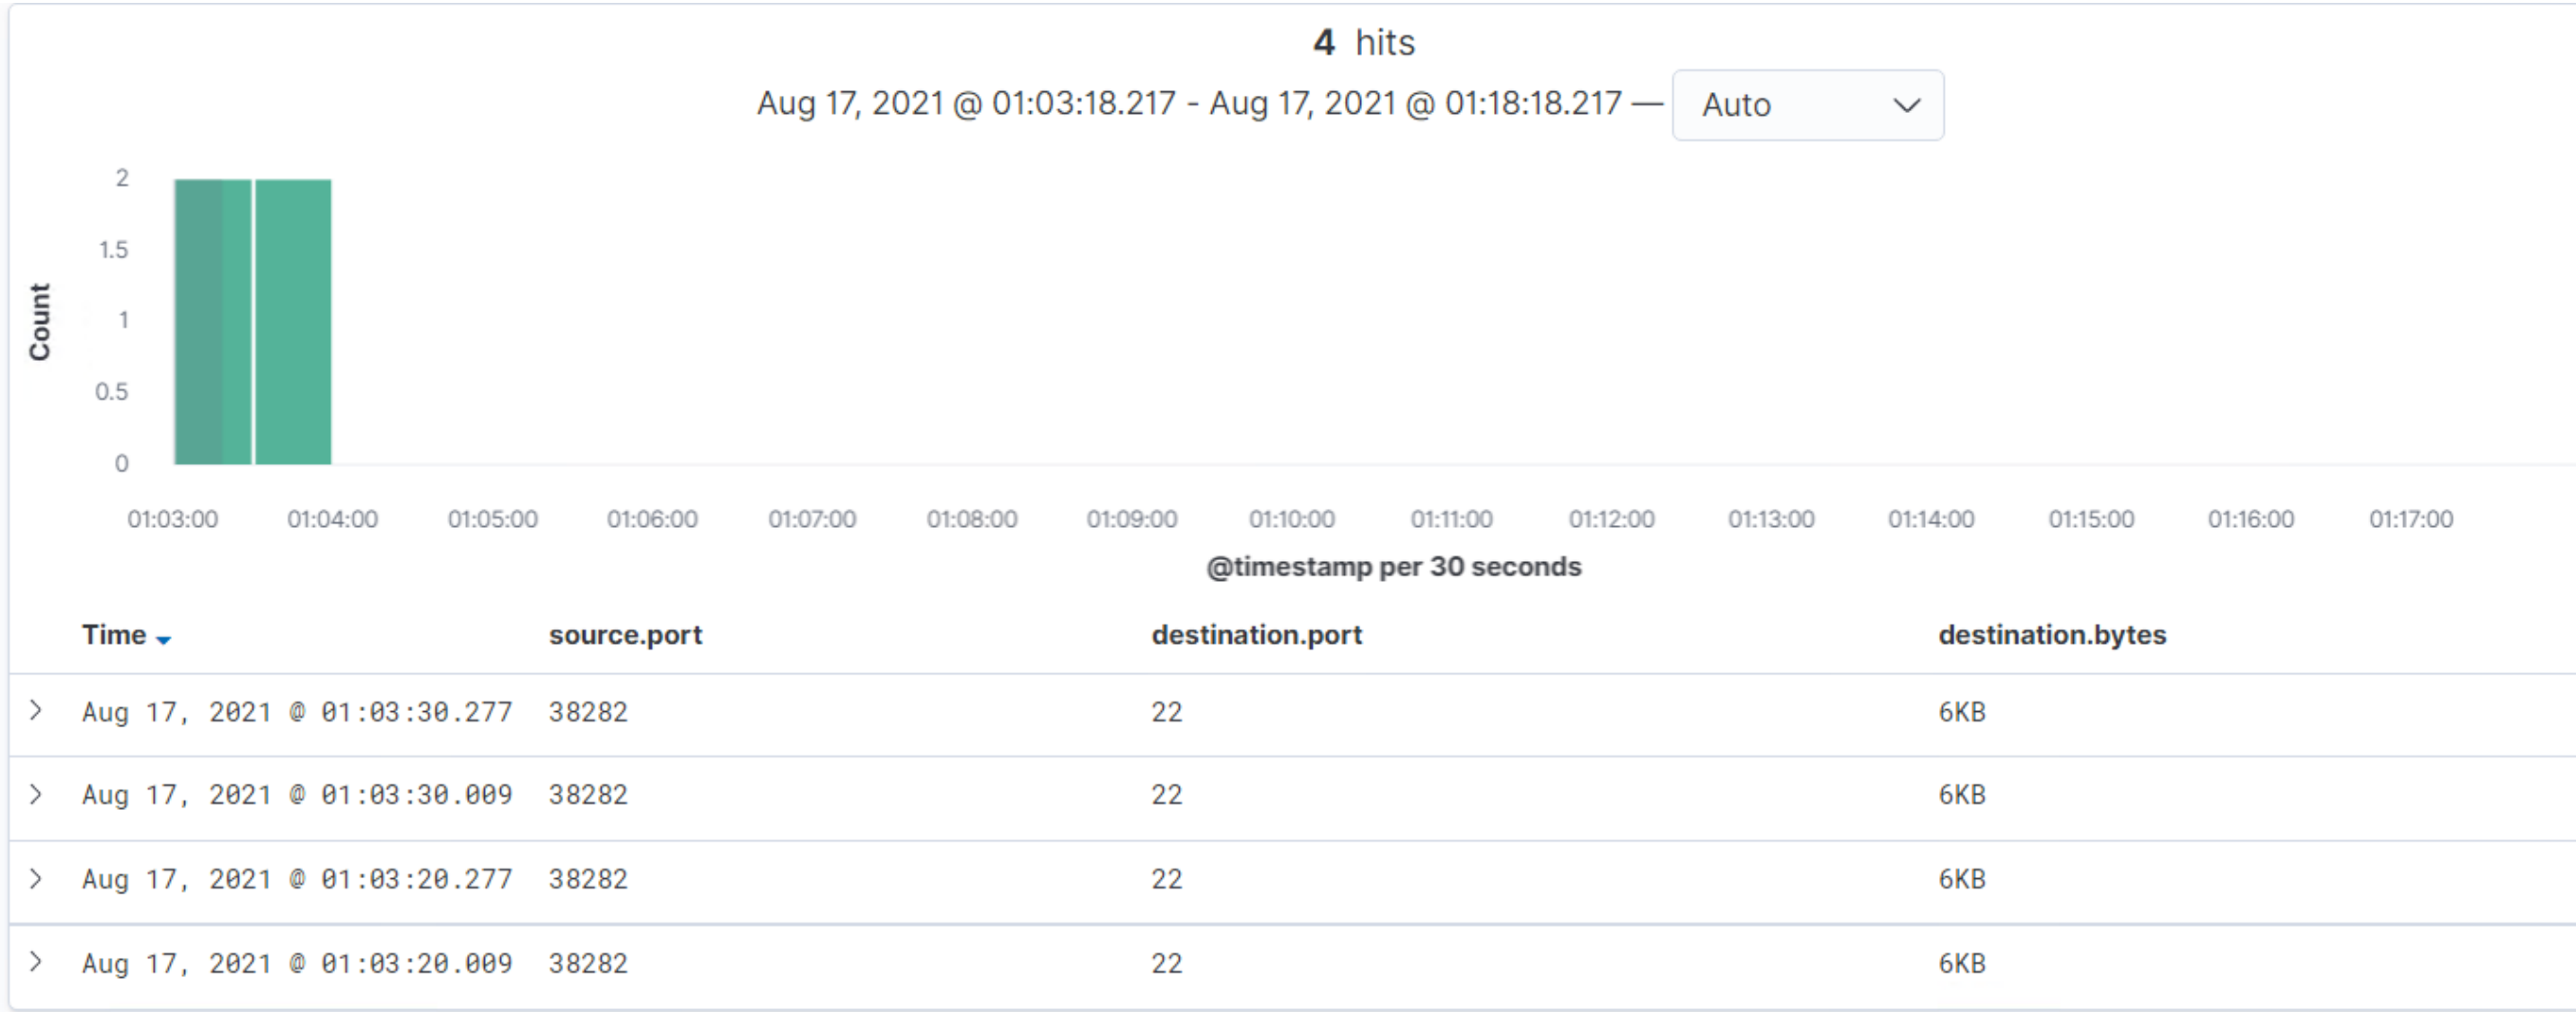 4 hits
Aug 17, 2021 @ 01:03:18.217 - Aug 17, 2021 @ 01:18:18.217 — Auto
2
1.5
1
0.5
0
Count
01:03:00 01:04:00 01:05:00 01:06:00 01:07:00 01:08:00 01:09:00 01:10:00 01:11:00 01:12:00 01:13:00 01:14:00 01:15:00 01:16:00 01:17:00
@timestamp per 30 seconds
Time source.port destination.port destination.bytes
Aug 17, 2021 @ 01:03:30.277 38282 22 6KB
Aug 17, 2021 @ 01:03:30.009 38282 22 6KB
Aug 17, 2021 @ 01:03:20.277 38282 22 6KB
Aug 17, 2021 @ 01:03:20.009 38282 22 6KB